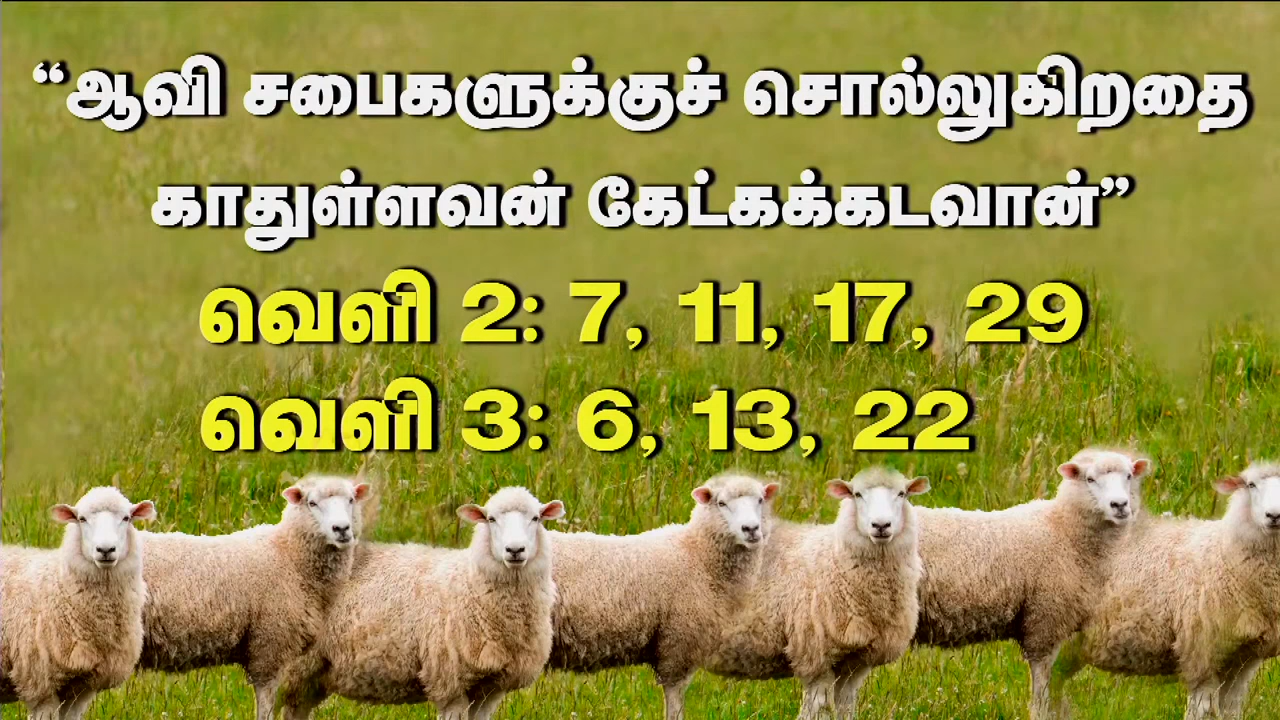 “ஆவி சபைகளுக்குச் சொல்லுகிறதை
காதுள்ளவன் கேட்கக்கடவான்”
வெளி 2: 7, 11, 17, 29
வெளி 3: 6, 13, 22